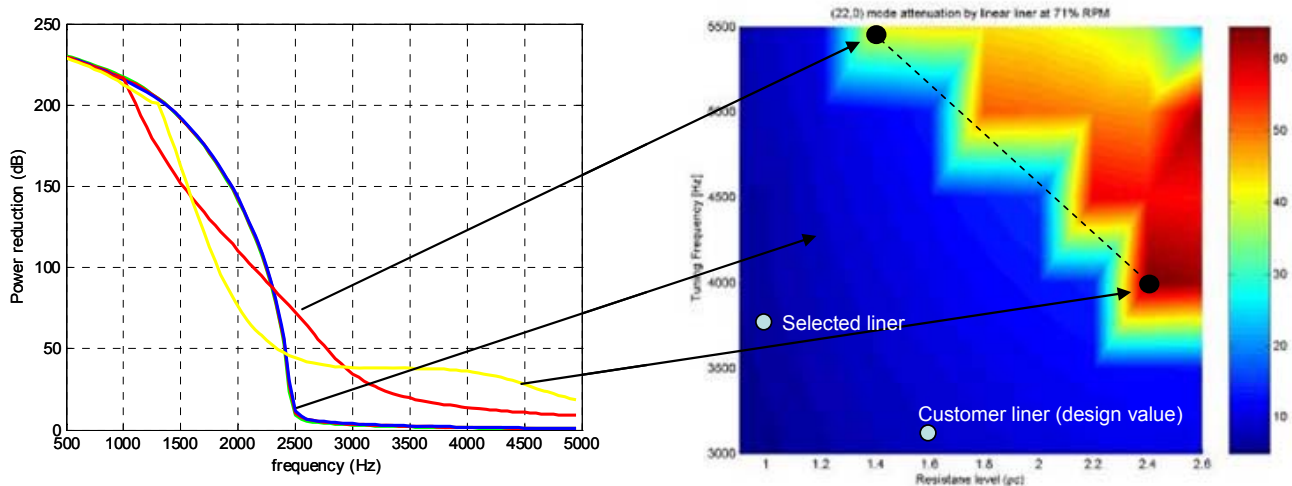 250
200
150
100
50
0
Power reduction (dB)
500 1000 1500 2000 2500 3000 3500 4000 4500 5000
frequency (Hz)
(22,0) mode attenuation by linear liner at 71% RPM
5500
5000
4500
4000
3500
3000
Tuning Frequency [Hz]
Selected liner
Customer liner (design value)
1 1.2 1.4 1.6 1.8 2 2.2 2.4 2.6
Resistane level (ρc)
60
50
40
30
20
10